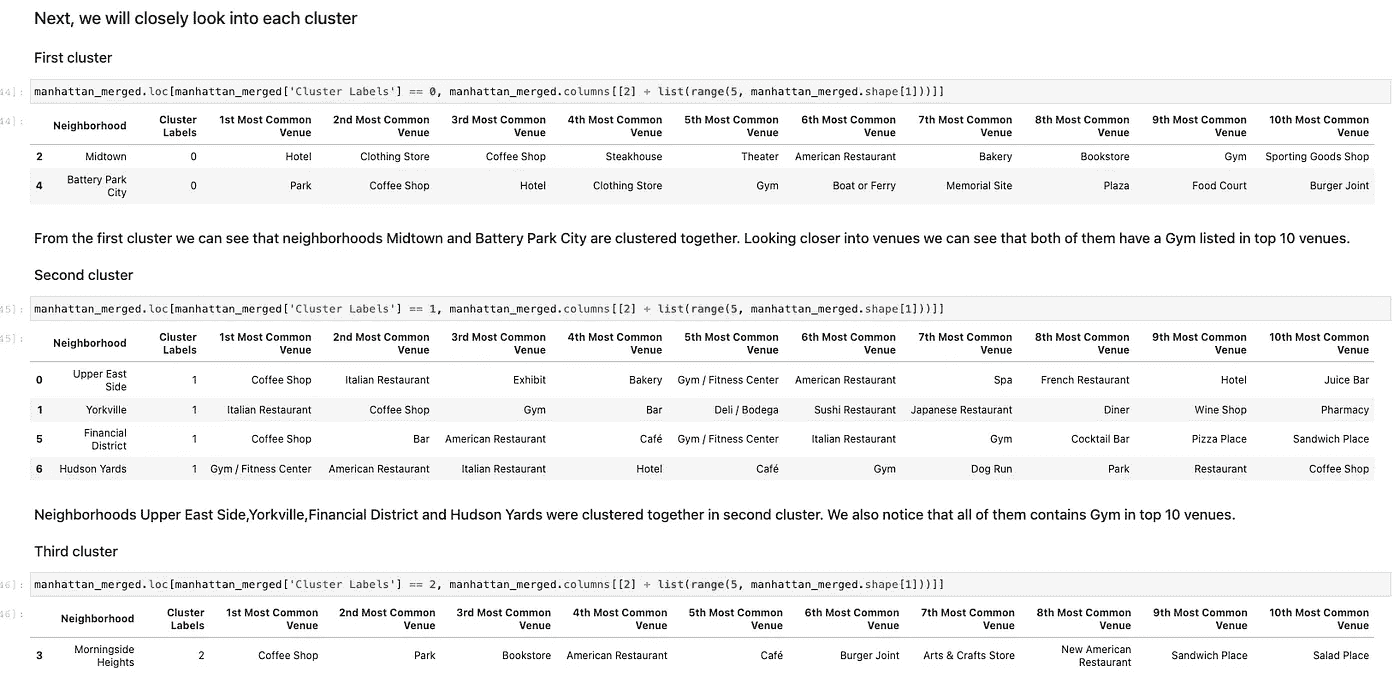 Next, we will closely look into each cluster
First cluster
44]: manhattan_merged.loc[manhattan_merged['Cluster Labels'] == 0, manhattan_merged.columns[[2] + list(range(5, manhattan_merged.shape[1]))]]
44]: Neighborhood Cluster Labels 1st Most Common Venue 2nd Most Common Venue 3rd Most Common Venue 4th Most Common Venue 5th Most Common Venue 6th Most Common Venue 7th Most Common Venue 8th Most Common Venue 9th Most Common Venue 10th Most Common Venue
2 Midtown 0 Hotel Clothing Store Coffee Shop Steakhouse Theater American Restaurant Bakery Bookstore Gym Sporting Goods Shop
4 Battery Park City 0 Park Coffee Shop Hotel Clothing Store Gym Boat or Ferry Memorial Site Plaza Food Court Burger Joint
From the first cluster we can see that neighborhoods Midtown and Battery Park City are clustered together. Looking closer into venues we can see that both of them have a Gym listed in top 10 venues.
Second cluster
45]: manhattan_merged.loc[manhattan_merged['Cluster Labels'] == 1, manhattan_merged.columns[[2] + list(range(5, manhattan_merged.shape[1]))]]
45]: Neighborhood Cluster Labels 1st Most Common Venue 2nd Most Common Venue 3rd Most Common Venue 4th Most Common Venue 5th Most Common Venue 6th Most Common Venue 7th Most Common Venue 8th Most Common Venue 9th Most Common Venue 10th Most Common Venue
0 Upper East Side 1 Coffee Shop Italian Restaurant Exhibit Bakery Gym / Fitness Center American Restaurant Spa French Restaurant Hotel Juice Bar
1 Yorkville 1 Italian Restaurant Coffee Shop Gym Bar Deli / Bodega Sushi Restaurant Japanese Restaurant Diner Wine Shop Pharmacy
5 Financial District 1 Coffee Shop Bar American Restaurant Café Gym / Fitness Center Italian Restaurant Gym Cocktail Bar Pizza Place Sandwich Place
6 Hudson Yards 1 Gym / Fitness Center American Restaurant Italian Restaurant Hotel Café Gym Dog Run Park Restaurant Coffee Shop
Neighborhoods Upper East Side,Yorkville,Financial District and Hudson Yards were clustered together in second cluster. We also notice that all of them contains Gym in top 10 venues.
Third cluster
46]: manhattan_merged.loc[manhattan_merged['Cluster Labels'] == 2, manhattan_merged.columns[[2] + list(range(5, manhattan_merged.shape[1]))]]
46]: Neighborhood Cluster Labels 1st Most Common Venue 2nd Most Common Venue 3rd Most Common Venue 4th Most Common Venue 5th Most Common Venue 6th Most Common Venue 7th Most Common Venue 8th Most Common Venue 9th Most Common Venue 10th Most Common Venue
3 Morningside Heights 2 Coffee Shop Park Bookstore American Restaurant Café Burger Joint Arts & Crafts Store New American Restaurant Sandwich Place Salad Place